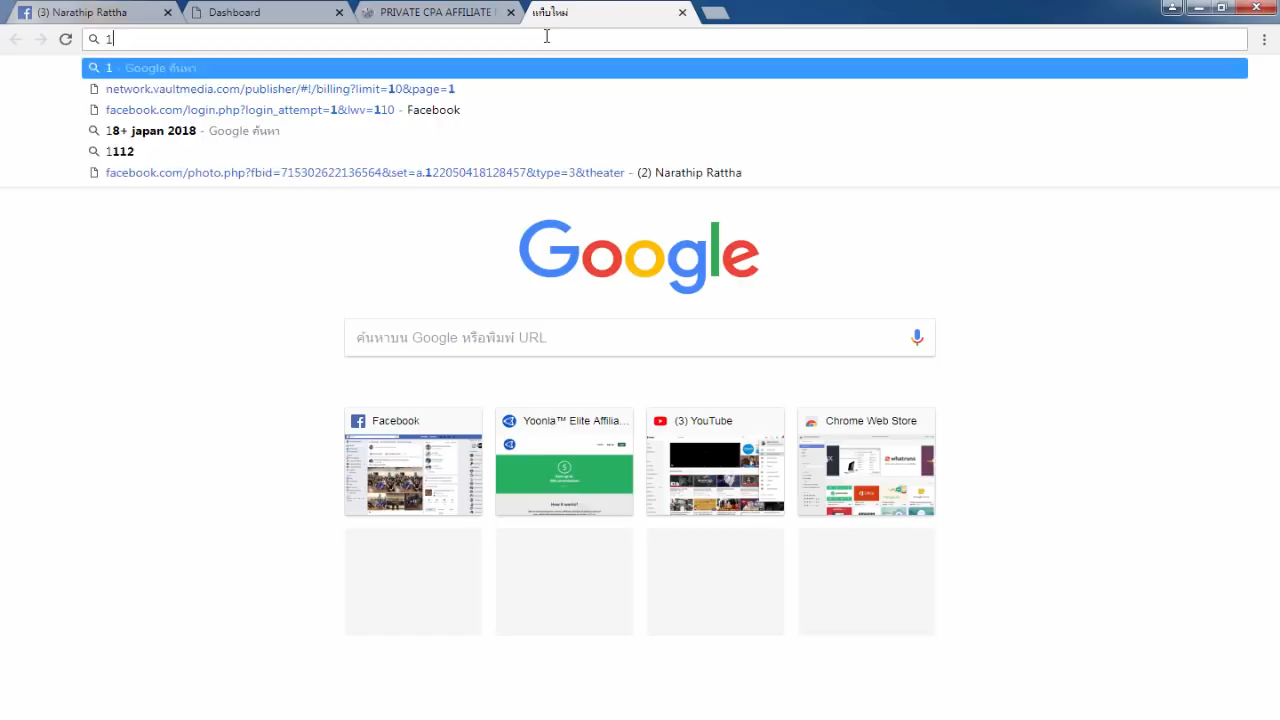 (3) Narathip Rattha
Dashboard
PRIVATE CPA AFFILIATE
แท็บใหม่
1
1 - Google ค้นหา
network.vaultmedia.com/publisher/#!/billing?limit=10&page=1
facebook.com/login.php?login_attempt=1&lwv=110 - Facebook
18+ japan 2018 - Google ค้นหา
1112
facebook.com/photo.php?fbid=715302622136564&set=a.122050418128457&type=3&theater - (2) Narathip Rattha
Google
ค้นหาบน Google หรือพิมพ์ URL
Facebook
Yoonla™ Elite Affilia...
(3) YouTube
Chrome Web Store
How it works?
whatruns